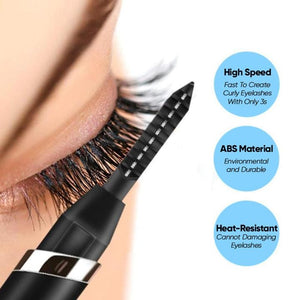 High Speed
Fast To Create
Curly Eyelashes
With Only 3s
ABS Material
Environmental
and Durable
Heat-Resistant
Cannot Damaging
Eyelashes